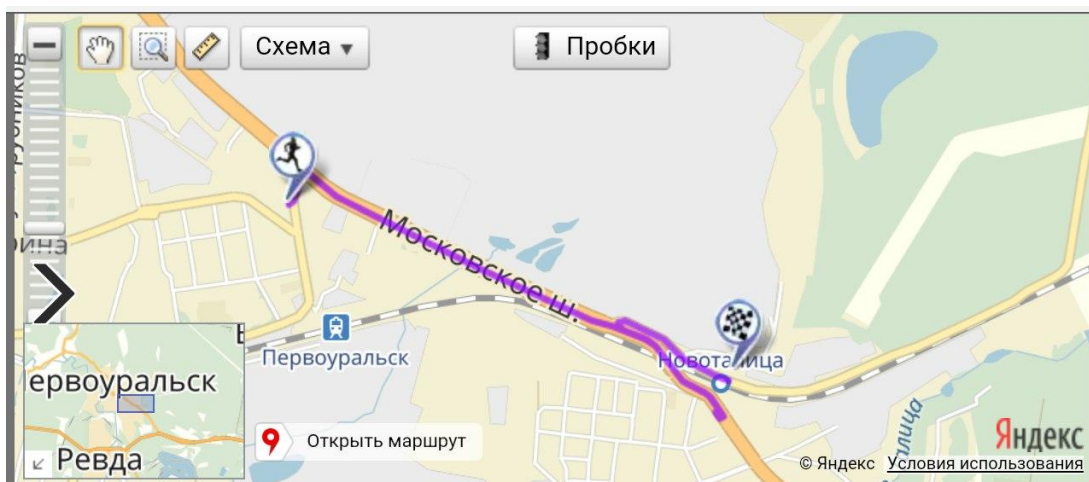 Схема
Пробки
Московское ш.
Первоуральск
Новоталица
ервоуральск
Ревда
Открыть маршрут
Яндекс
© Яндекс Условия использования